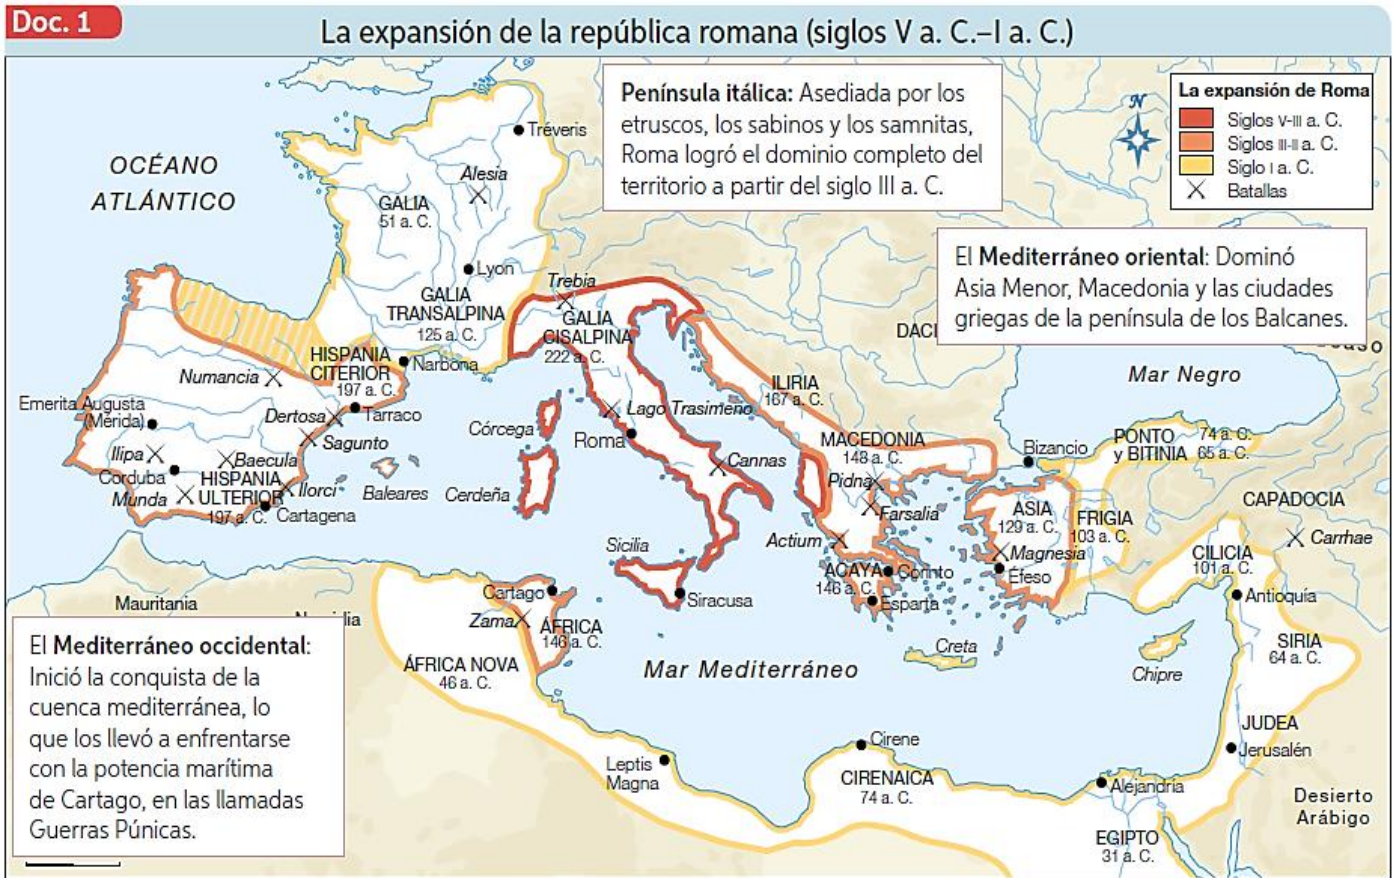 Doc. 1
La expansión de la república romana (siglos V a. C.–I a. C.)
Península itálica: Asediada por los
etruscos, los sabinos y los samnitas,
Roma logró el dominio completo del
territorio a partir del siglo III a. C.
La expansión de Roma
Siglos V-III a. C.
Siglos III-II a. C.
Siglo I a. C.
Batallas
N
El Mediterráneo oriental: Dominó
Asia Menor, Macedonia y las ciudades
griegas de la península de los Balcanes.
OCÉANO
ATLÁNTICO
Tréveris
Alesia
GALIA
51 a. C.
Lyon
GALIA
TRANSALPINA
125 a. C.
Trebia
GALIA
CISALPINA
222 a. C.
DACI
Mar Negro
HISPANIA
CITERIOR
197 a. C.
Narbona
Numancia
Emerita Augusta
(Mérida)
Dertosa
Tarraco
Sagunto
Ilipa
Baecula
Corduba
HISPANIA
ULTERIOR
197 a. C.
Munda
Ilorci
Cartagena
Baleares
Córcega
Cerdeña
Lago Trasimeno
Roma
Cannas
ILIRIA
167 a. C.
MACEDONIA
148 a. C.
Pidna
Farsalia
Bizancio
PONTO
y BITINIA
74 a. C.
65 a. C.
CAPADOCIA
ASIA
129 a. C.
FRIGIA
103 a. C.
Carrhae
Magnesia
Éfeso
CILICIA
101 a. C.
Antioquía
Actium
ACAYA
146 a. C.
Corinto
Esparta
Sicilia
Siracusa
Mauritania
lia
Cartago
Zama
ÁFRICA
146 a. C.
ÁFRICA NOVA
46 a. C.
Mar Mediterráneo
Creta
Chipre
SIRIA
64 a. C.
JUDEA
Jerusalén
Cirene
Leptis
Magna
CIRENAICA
74 a. C.
Alejandría
EGIPTO
31 a. C.
Desierto
Arábigo
El Mediterráneo occidental:
Inició la conquista de la
cuenca mediterránea, lo
que los llevó a enfrentarse
con la potencia marítima
de Cartago, en las llamadas
Guerras Púnicas.